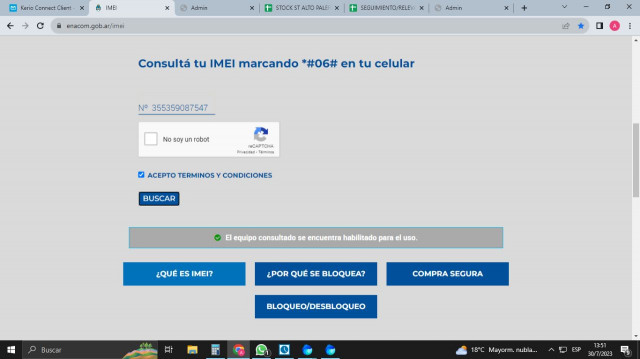 Kerio Connect Client
IMEI
Admin
STOCK ST ALTO PALE
SEGUIMIENTO/RELE
Admin
enacom.gob.ar/imei
A
Consultá tu IMEI marcando *#06# en tu celular
Nº 355359087547
No soy un robot
reCAPTCHA
Privacidad - Términos
ACEPTO TERMINOS Y CONDICIONES
BUSCAR
El equipo consultado se encuentra habilitado para el uso.
¿QUÉ ES IMEI?
¿POR QUÉ SE BLOQUEA?
COMPRA SEGURA
BLOQUEO/DESBLOQUEO
Buscar
18°C Mayorm. nubla...
ESP
13:51
30/7/2023